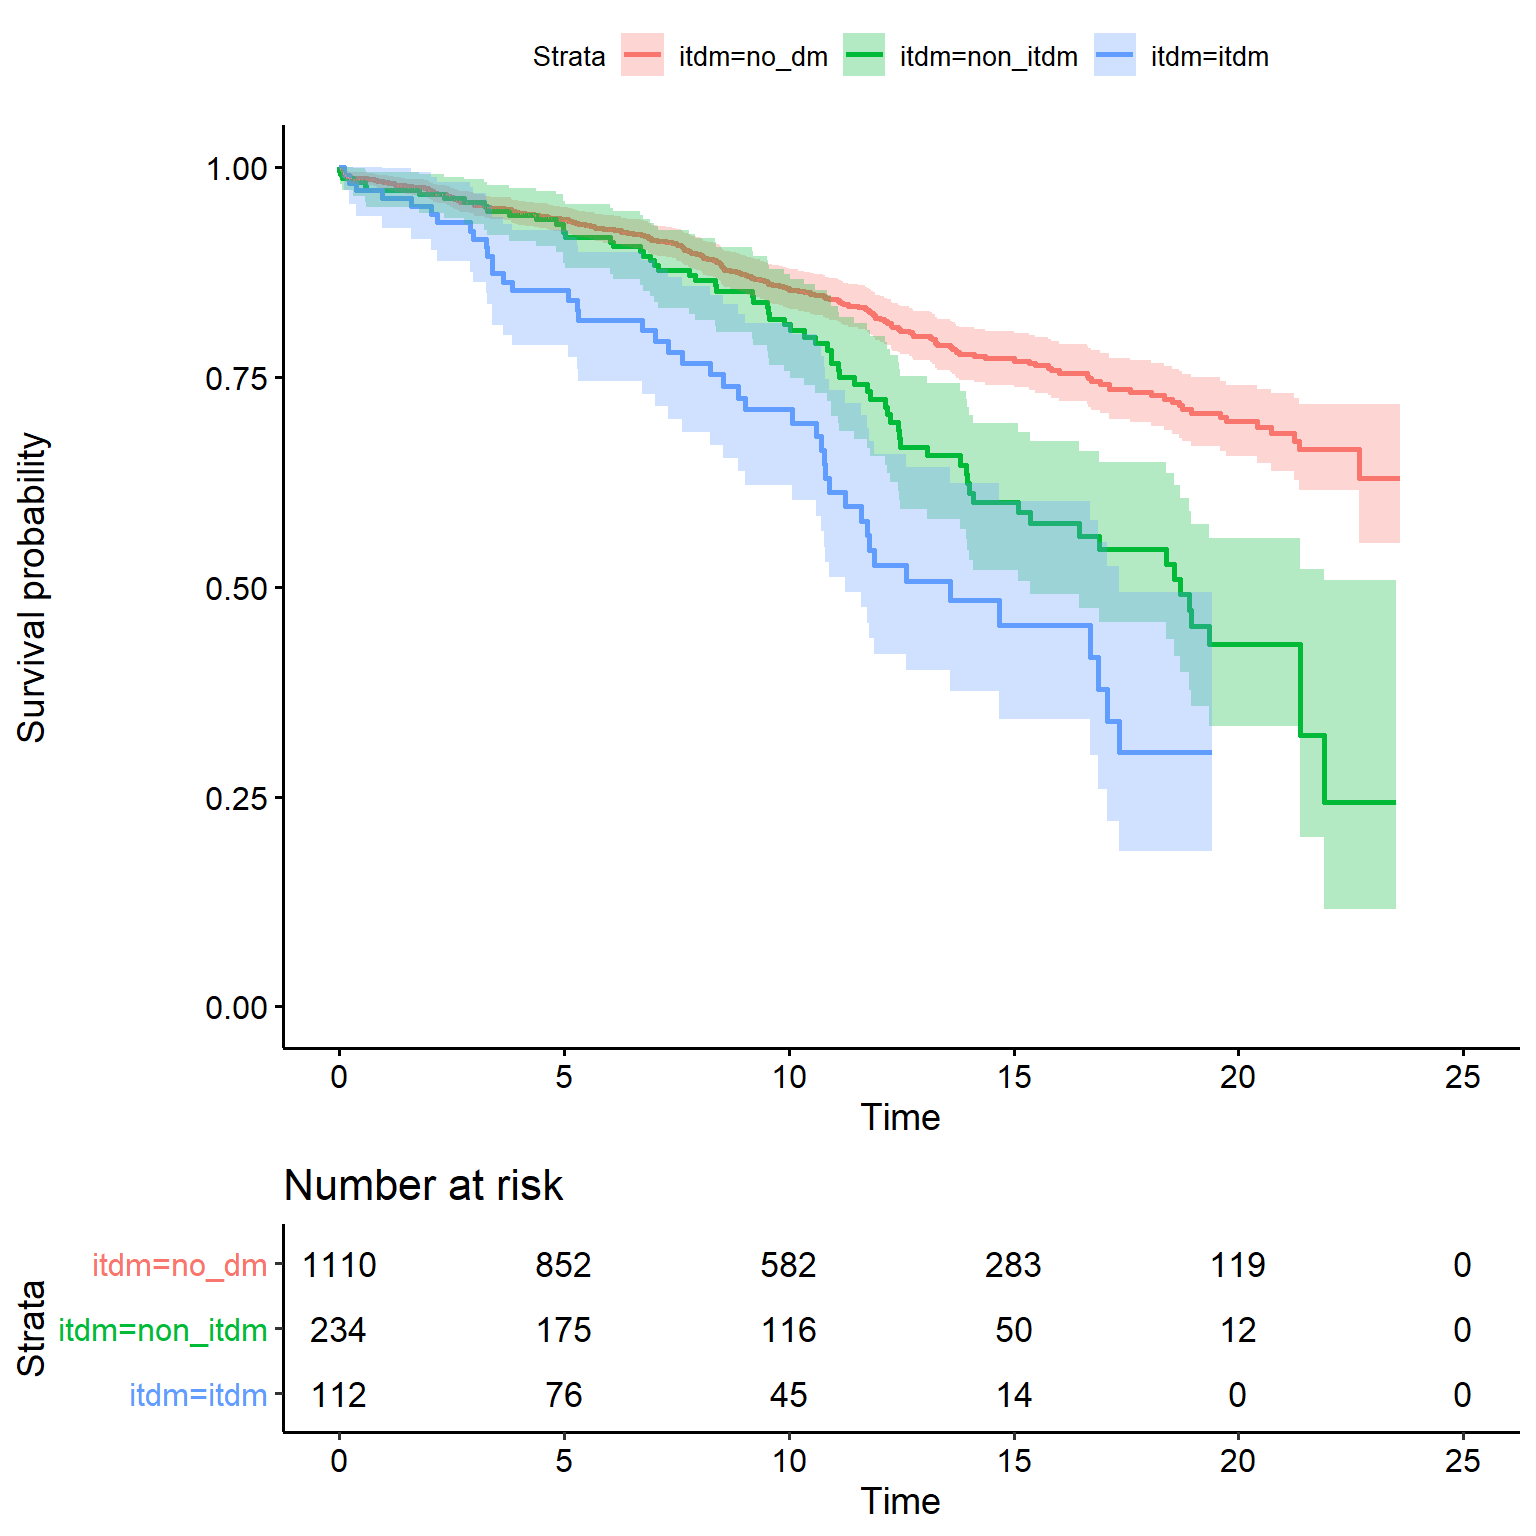 Strata itdm=no_dm itdm=non_itdm itdm=itdm
Survival probability
1.00
0.75
0.50
0.25
0.00
0 5 10 15 20 25
Time
Number at risk
Strata
itdm=no_dm 1110 852 582 283 119 0
itdm=non_itdm 234 175 116 50 12 0
itdm=itdm 112 76 45 14 0 0
0 5 10 15 20 25
Time